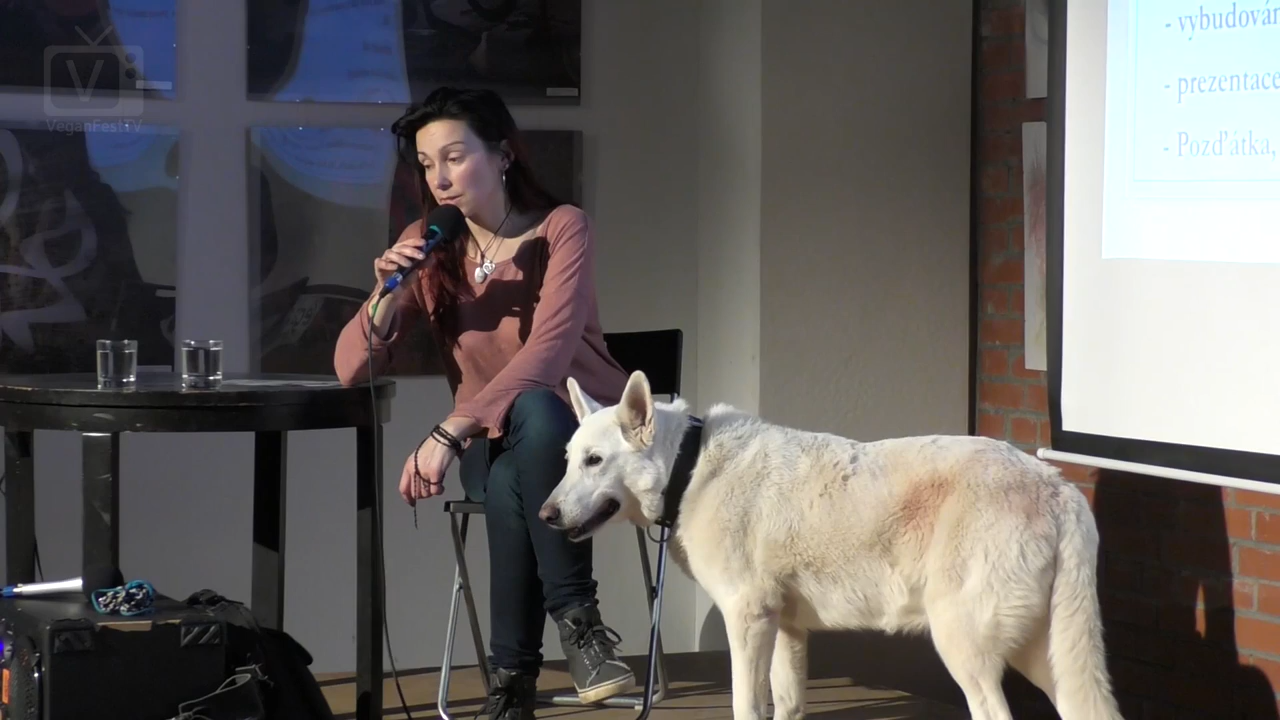 V
VeganFestTV
- vybudován
- prezentace
- Pozďátka,